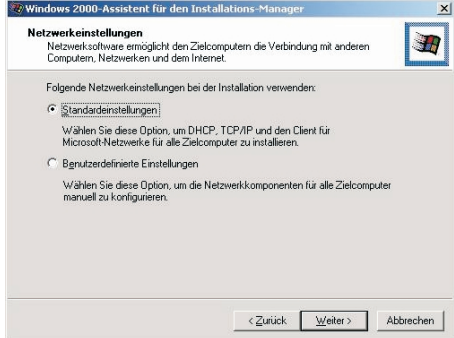 Windows 2000-Assistent für den Installations-Manager
Netzwerkeinstellungen
Netzwerksoftware ermöglicht den Zielcomputern die Verbindung mit anderen
Computern, Netzwerken und dem Internet.
Folgende Netzwerkeinstellungen bei der Installation verwenden:
Standardeinstellungen
Wählen Sie diese Option, um DHCP, TCP/IP und den Client für
Microsoft-Netzwerke für alle Zielcomputer zu installieren.
Benutzerdefinierte Einstellungen
Wählen Sie diese Option, um die Netzwerkkomponenten für alle Zielcomputer
manuell zu konfigurieren.
< Zurück Weiter > Abbrechen